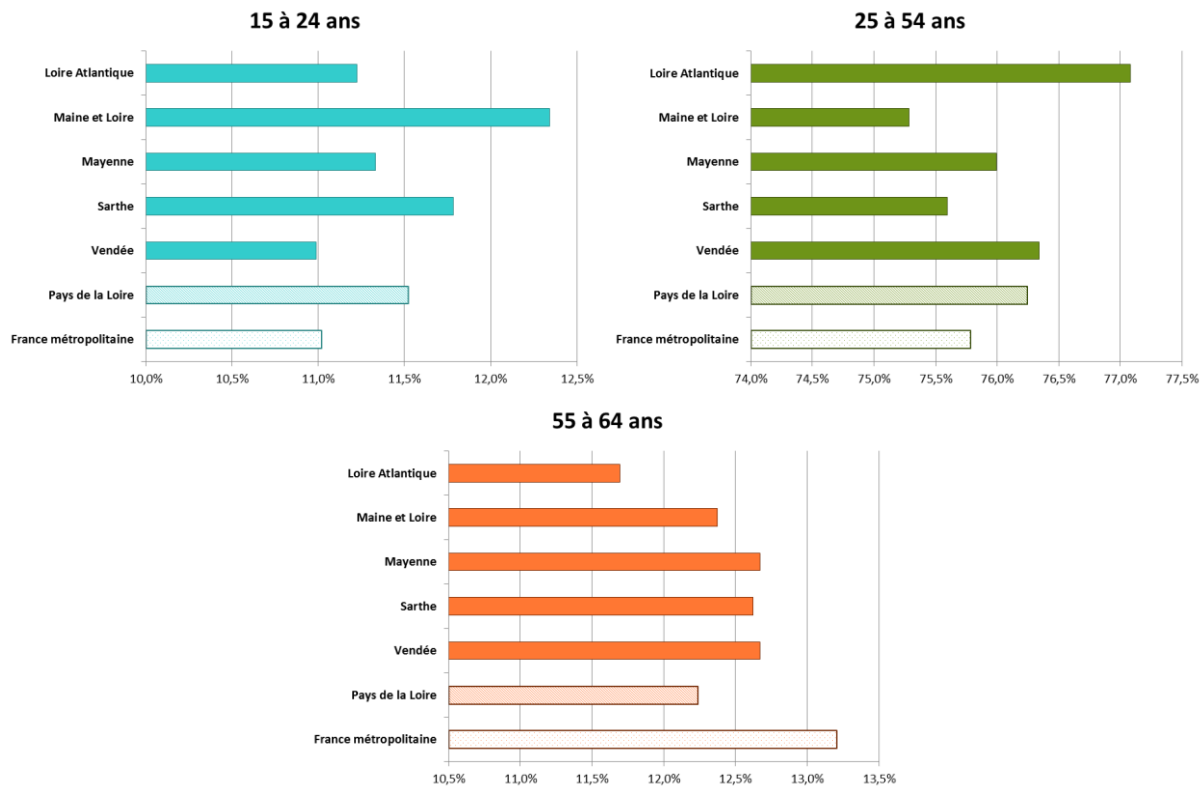 15 à 24 ans
Loire Atlantique
Maine et Loire
Mayenne
Sarthe
Vendée
Pays de la Loire
France métropolitaine
10,0% 10,5% 11,0% 11,5% 12,0% 12,5%
25 à 54 ans
Loire Atlantique
Maine et Loire
Mayenne
Sarthe
Vendée
Pays de la Loire
France métropolitaine
74,0% 74,5% 75,0% 75,5% 76,0% 76,5% 77,0% 77,5%
55 à 64 ans
Loire Atlantique
Maine et Loire
Mayenne
Sarthe
Vendée
Pays de la Loire
France métropolitaine
10,5% 11,0% 11,5% 12,0% 12,5% 13,0% 13,5%